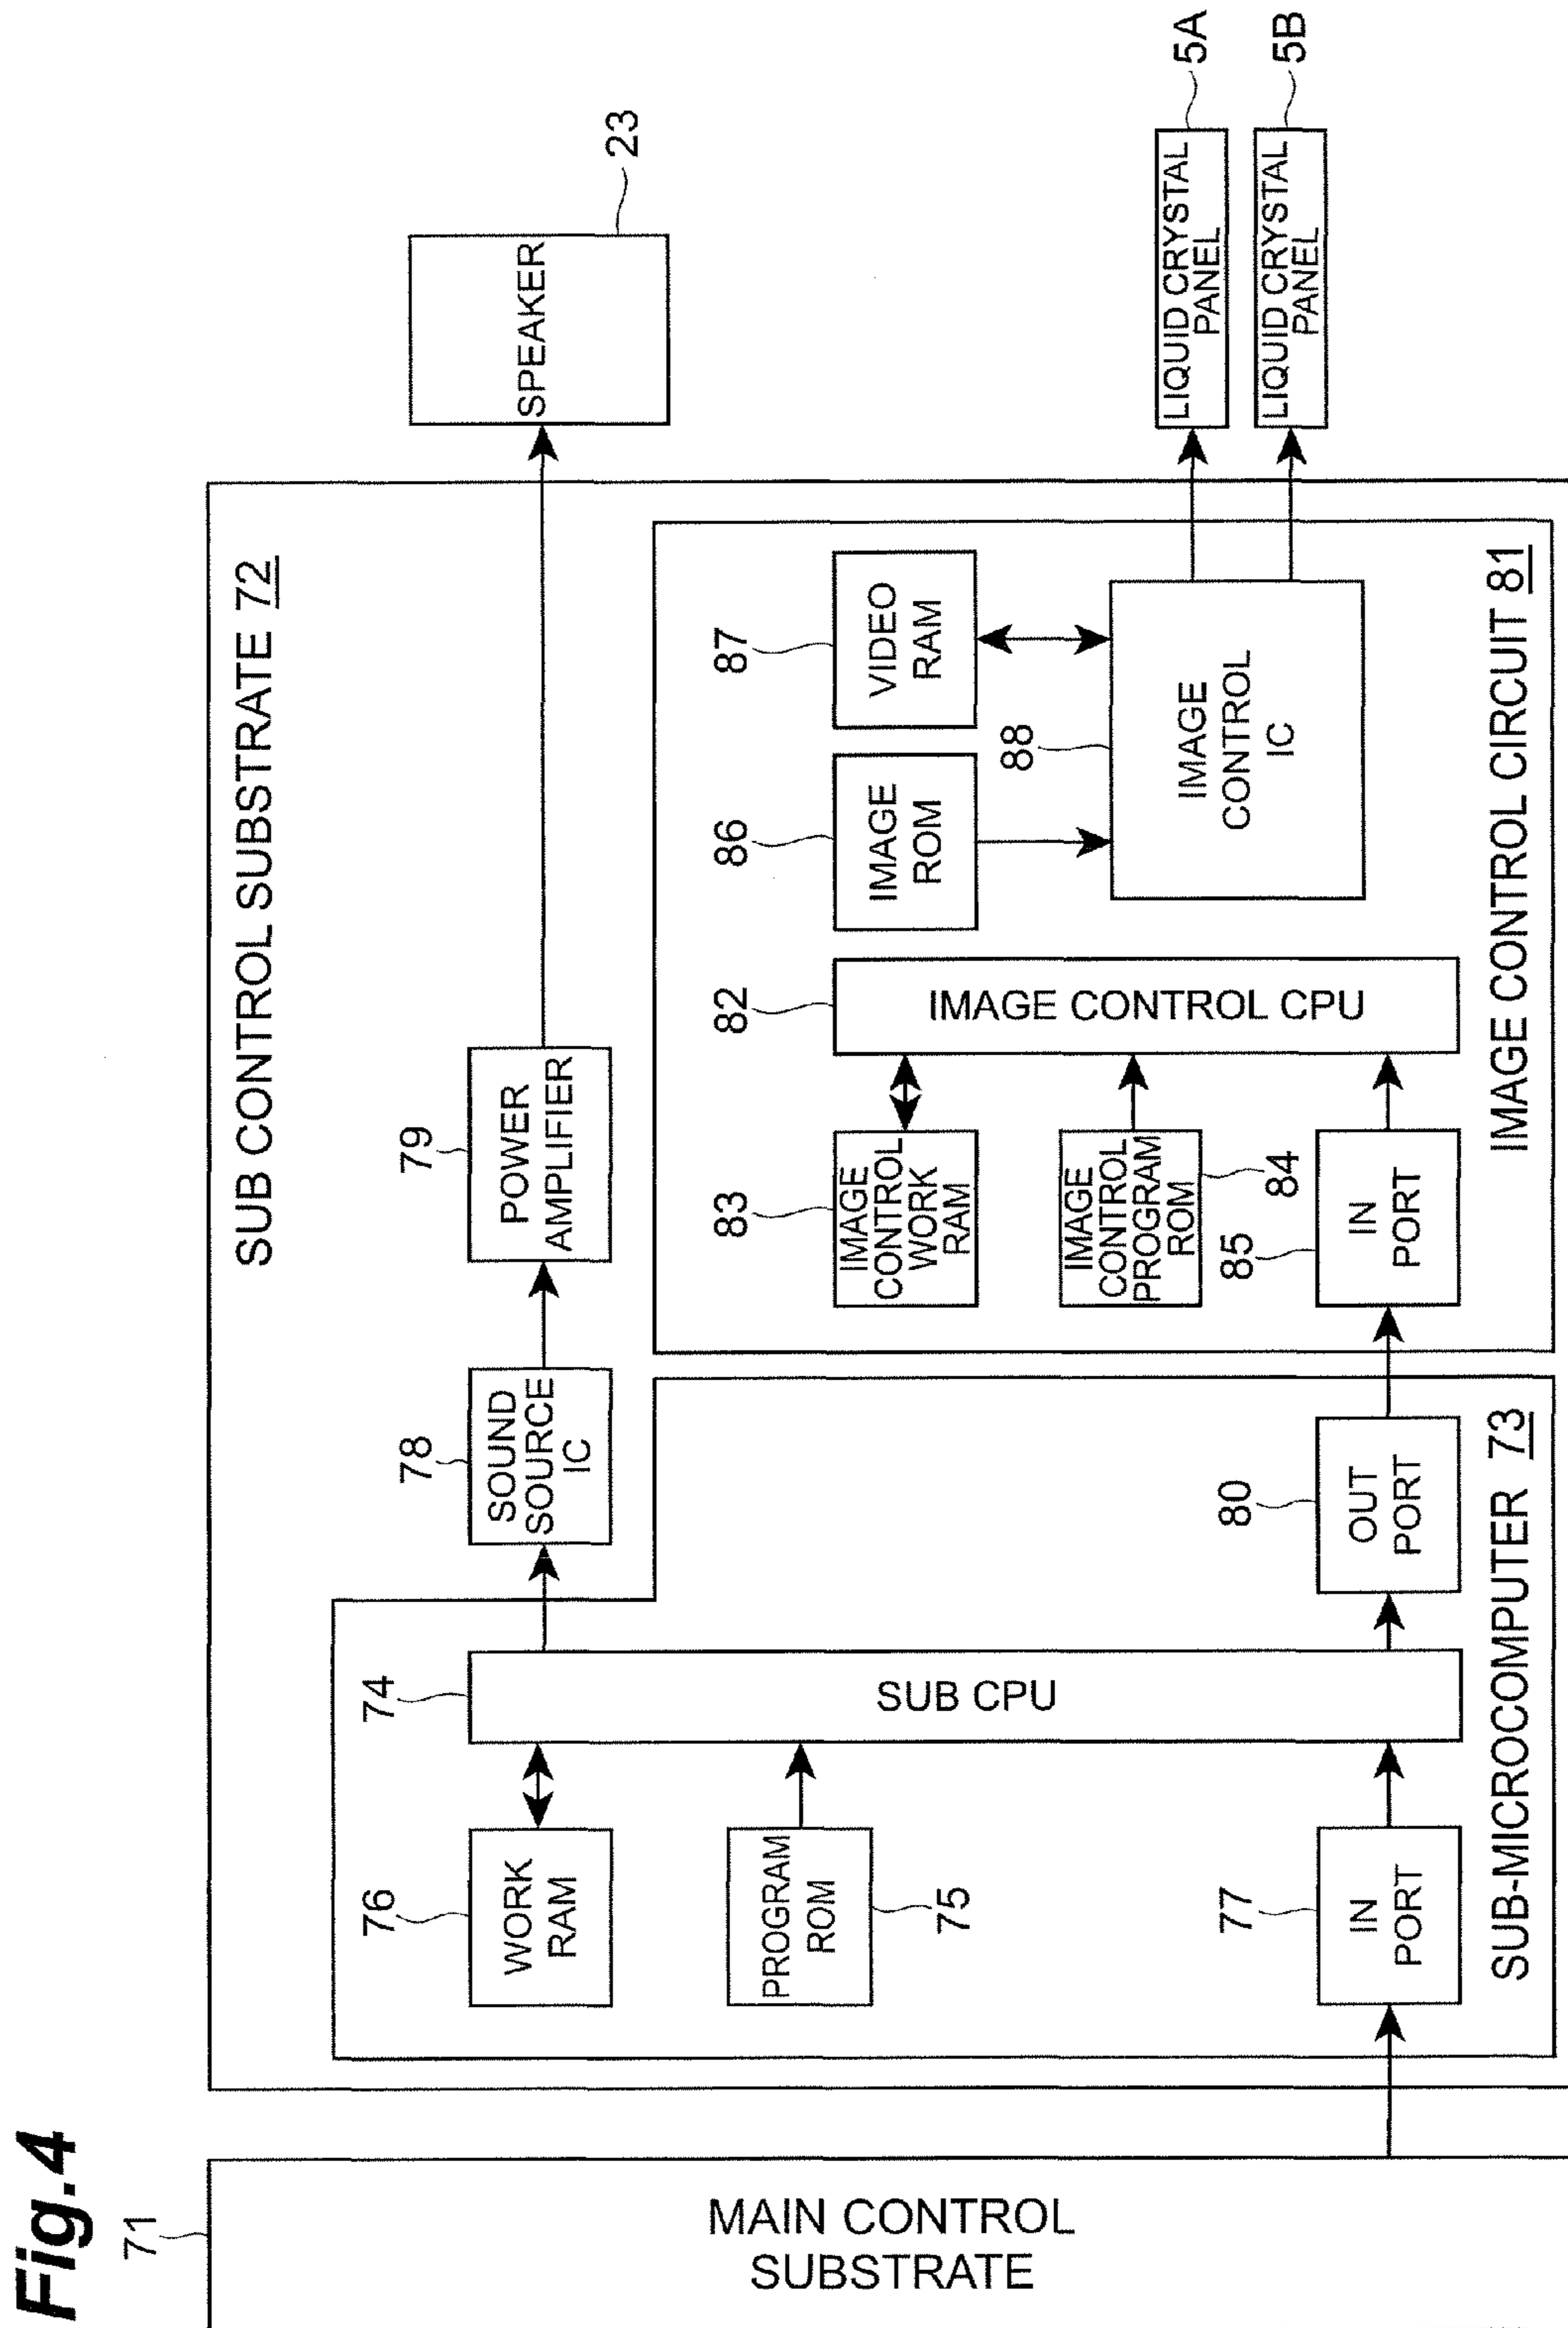 Fig.4
71
MAIN CONTROL
SUBSTRATE
SUB CONTROL SUBSTRATE 72
76
WORK
RAM
PROGRAM
ROM
75
77
IN
PORT
74
SUB CPU
80
OUT
PORT
SUB-MICROCOMPUTER 73
78
SOUND
SOURCE
IC
79
POWER
AMPLIFIER
23
SPEAKER
83
IMAGE
CONTROL
WORK
RAM
IMAGE
CONTROL
PROGRAM
ROM
84
85
IN
PORT
82
IMAGE CONTROL CPU
86
IMAGE
ROM
87
VIDEO
RAM
88
IMAGE
CONTROL
IC
IMAGE CONTROL CIRCUIT 81
LIQUID CRYSTAL
PANEL
5A
LIQUID CRYSTAL
PANEL
5B